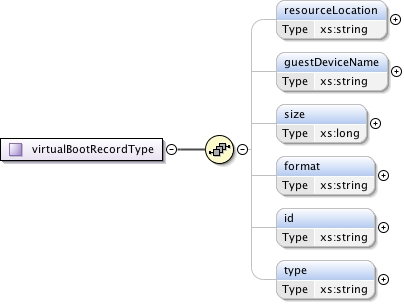 resourceLocation
Type xs:string
guestDeviceName
Type xs:string
size
Type xs:long
virtualBootRecordType
format
Type xs:string
id
Type xs:string
type
Type xs:string